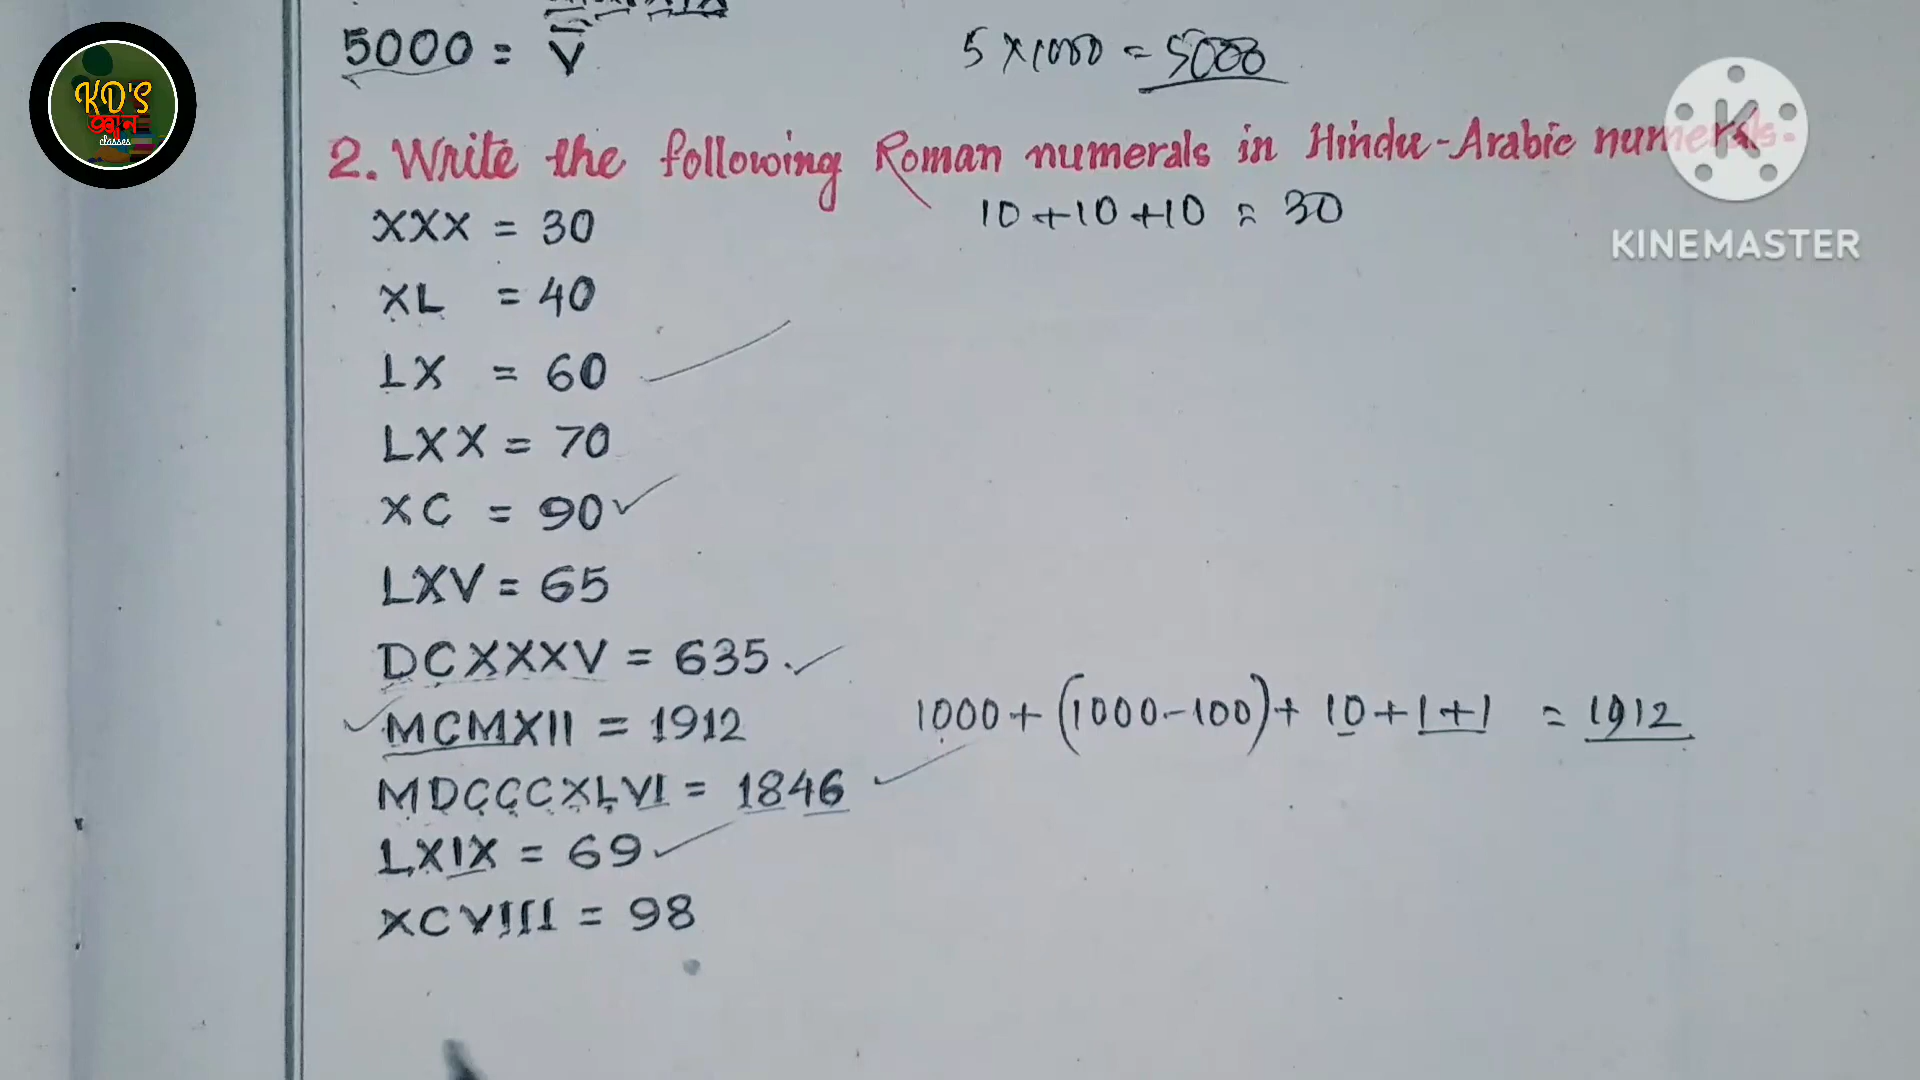 5000 = V̅
5 × 1000 = 5000
KD'S
ज्ञान
classes
2. Write the following Roman numerals in Hindu-Arabic numerals.
10 + 10 + 10 = 30
KINEMASTER
XXX = 30
XL = 40
LX = 60
LXX = 70
XC = 90
LXV = 65
DCXXXV = 635
MCMXII = 1912
1000 + (1000 - 100) + 10 + 1 + 1 = 1912
MDCCCXLVI = 1846
LXIX = 69
XCVIII = 98